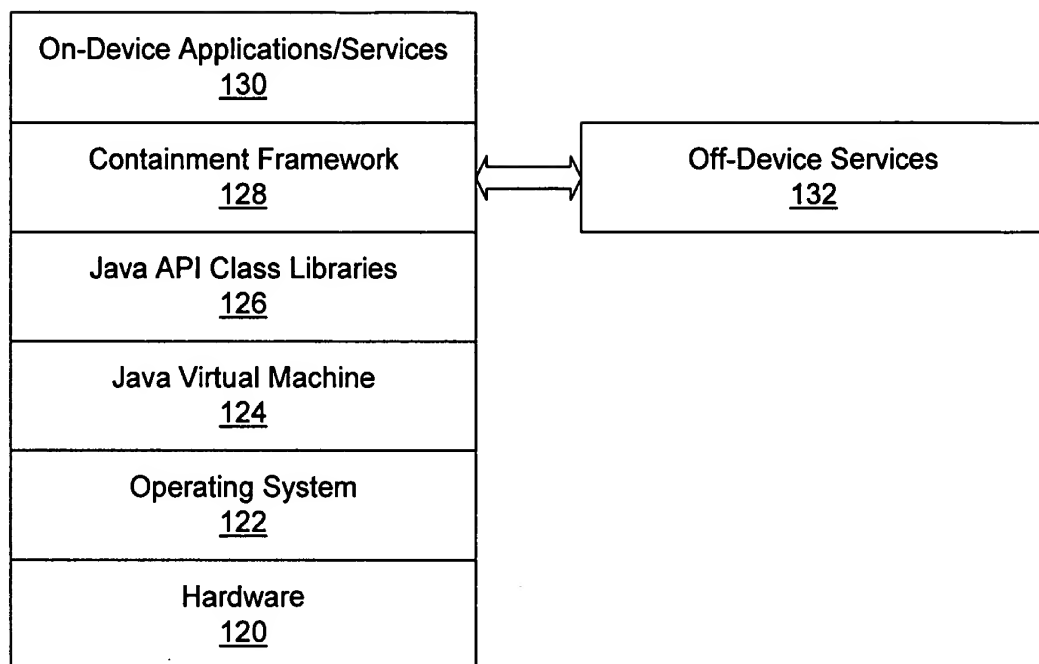 On-Device Applications/Services
130
Containment Framework
128
Off-Device Services
132
Java API Class Libraries
126
Java Virtual Machine
124
Operating System
122
Hardware
120